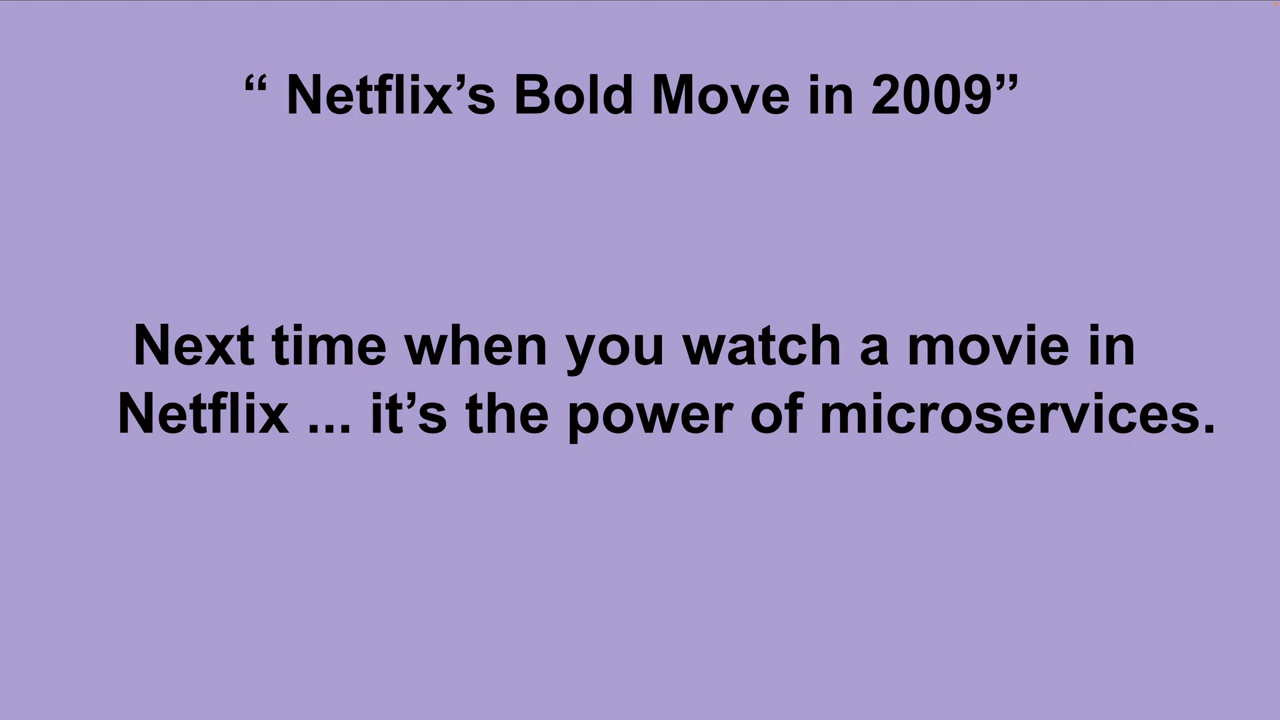 “ Netflix’s Bold Move in 2009”
Next time when you watch a movie in
Netflix ... it’s the power of microservices.